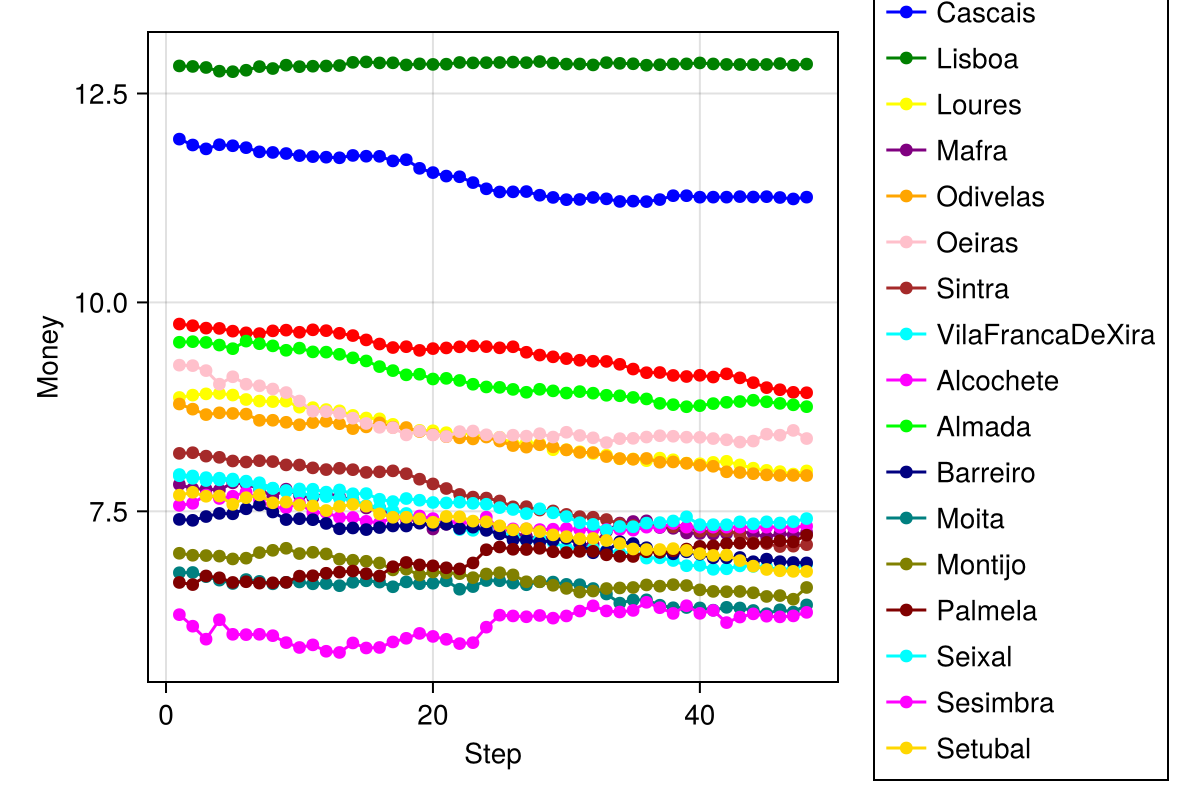 12.5
10.0
7.5
Money
0
20
40
Step
Cascais
Lisboa
Loures
Mafra
Odivelas
Oeiras
Sintra
VilaFrancaDeXira
Alcochete
Almada
Barreiro
Moita
Montijo
Palmela
Seixal
Sesimbra
Setubal